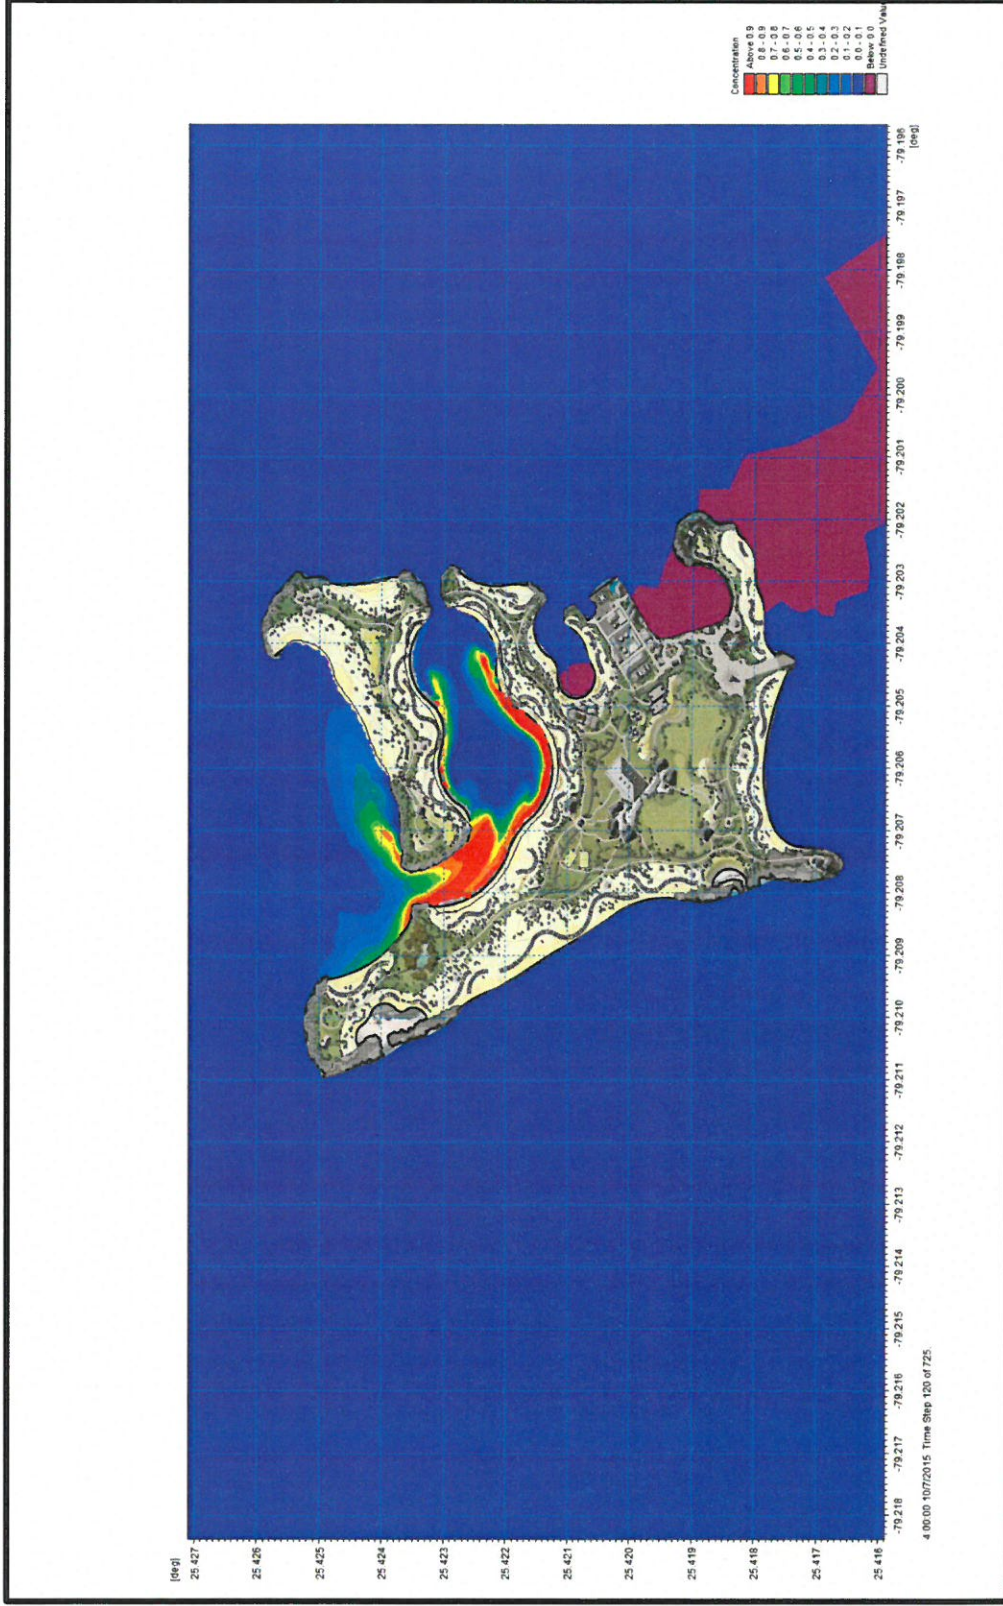 [deg]
25.427
25.426
25.425
25.424
25.423
25.422
25.421
25.420
25.419
25.418
25.417
25.416
-79.218
-79.217
-79.216
-79.215
-79.214
-79.213
-79.212
-79.211
-79.210
-79.209
-79.208
-79.207
-79.206
-79.205
-79.204
-79.203
-79.202
-79.201
-79.200
-79.199
-79.198
-79.197
-79.196
[deg]
4:00:00 10/7/2015 Time Step 120 of 725.
Concentration
Above 0.9
0.8 - 0.9
0.7 - 0.8
0.6 - 0.7
0.5 - 0.6
0.4 - 0.5
0.3 - 0.4
0.2 - 0.3
0.1 - 0.2
0.0 - 0.1
Below 0.0
Undefined Value